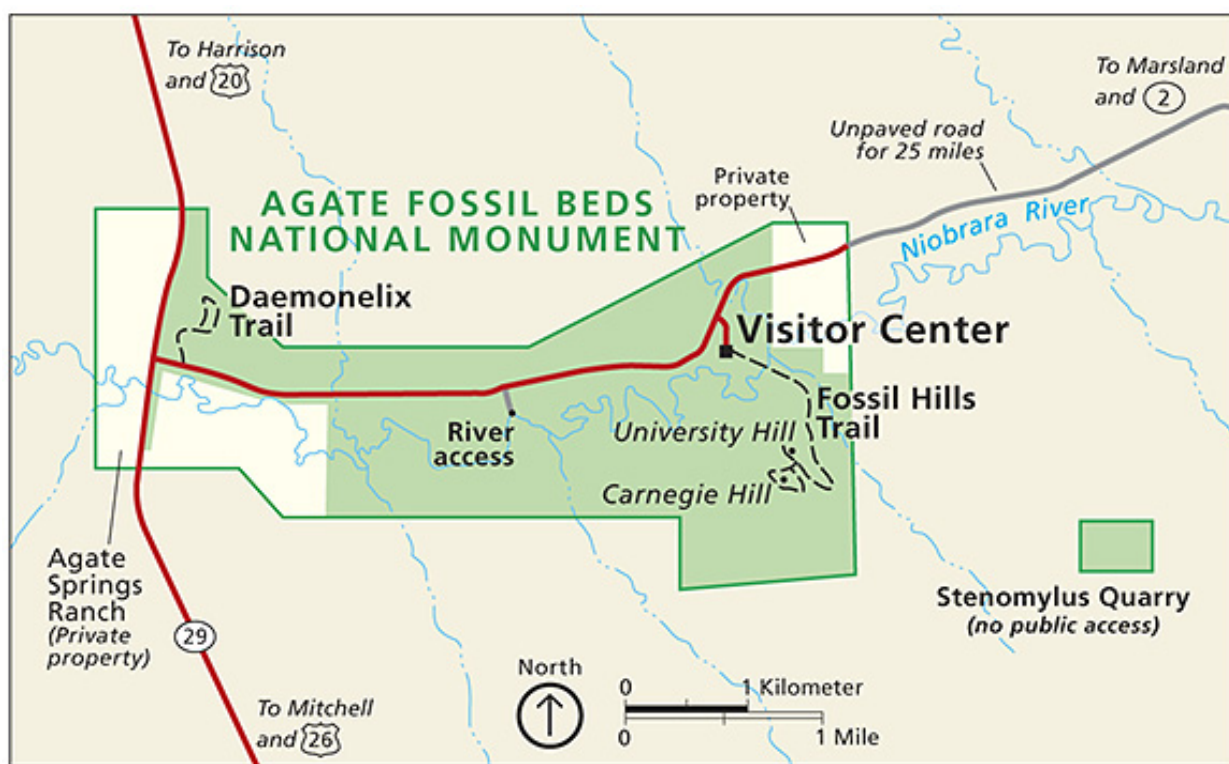 To Harrison
and 20
To Marsland
and 2
Unpaved road
for 25 miles
Private
property
AGATE FOSSIL BEDS
NATIONAL MONUMENT
Niobrara River
Daemonelix
Trail
Visitor Center
Fossil Hills
Trail
River
access
University Hill
Carnegie Hill
Agate
Springs
Ranch
(Private
property)
Stenomylus Quarry
(no public access)
29
North
0 1 Kilometer
0 1 Mile
To Mitchell
and 26